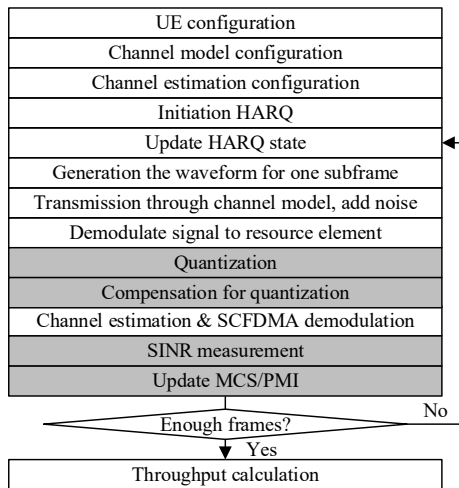 UE configuration
Channel model configuration
Channel estimation configuration
Initiation HARQ
Update HARQ state
Generation the waveform for one subframe
Transmission through channel model, add noise
Demodulate signal to resource element
Quantization
Compensation for quantization
Channel estimation & SCFDMA demodulation
SINR measurement
Update MCS/PMI
Enough frames?
No
Yes
Throughput calculation